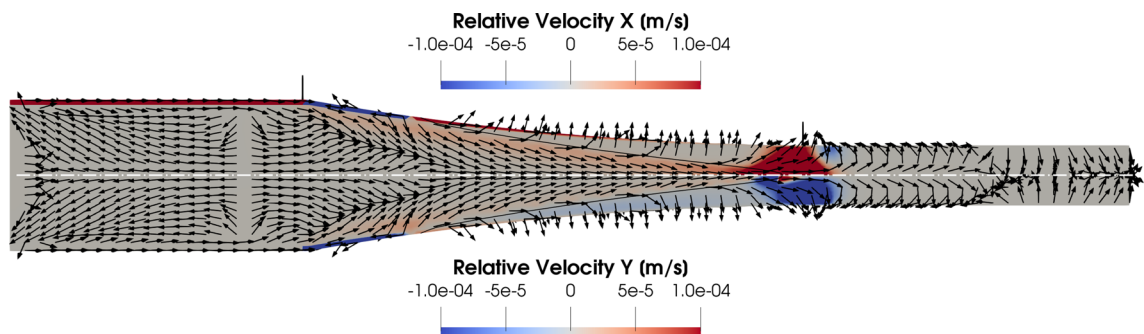 Relative Velocity X (m/s)
-1.0e-04 -5e-5 0 5e-5 1.0e-04
Relative Velocity Y (m/s)
-1.0e-04 -5e-5 0 5e-5 1.0e-04